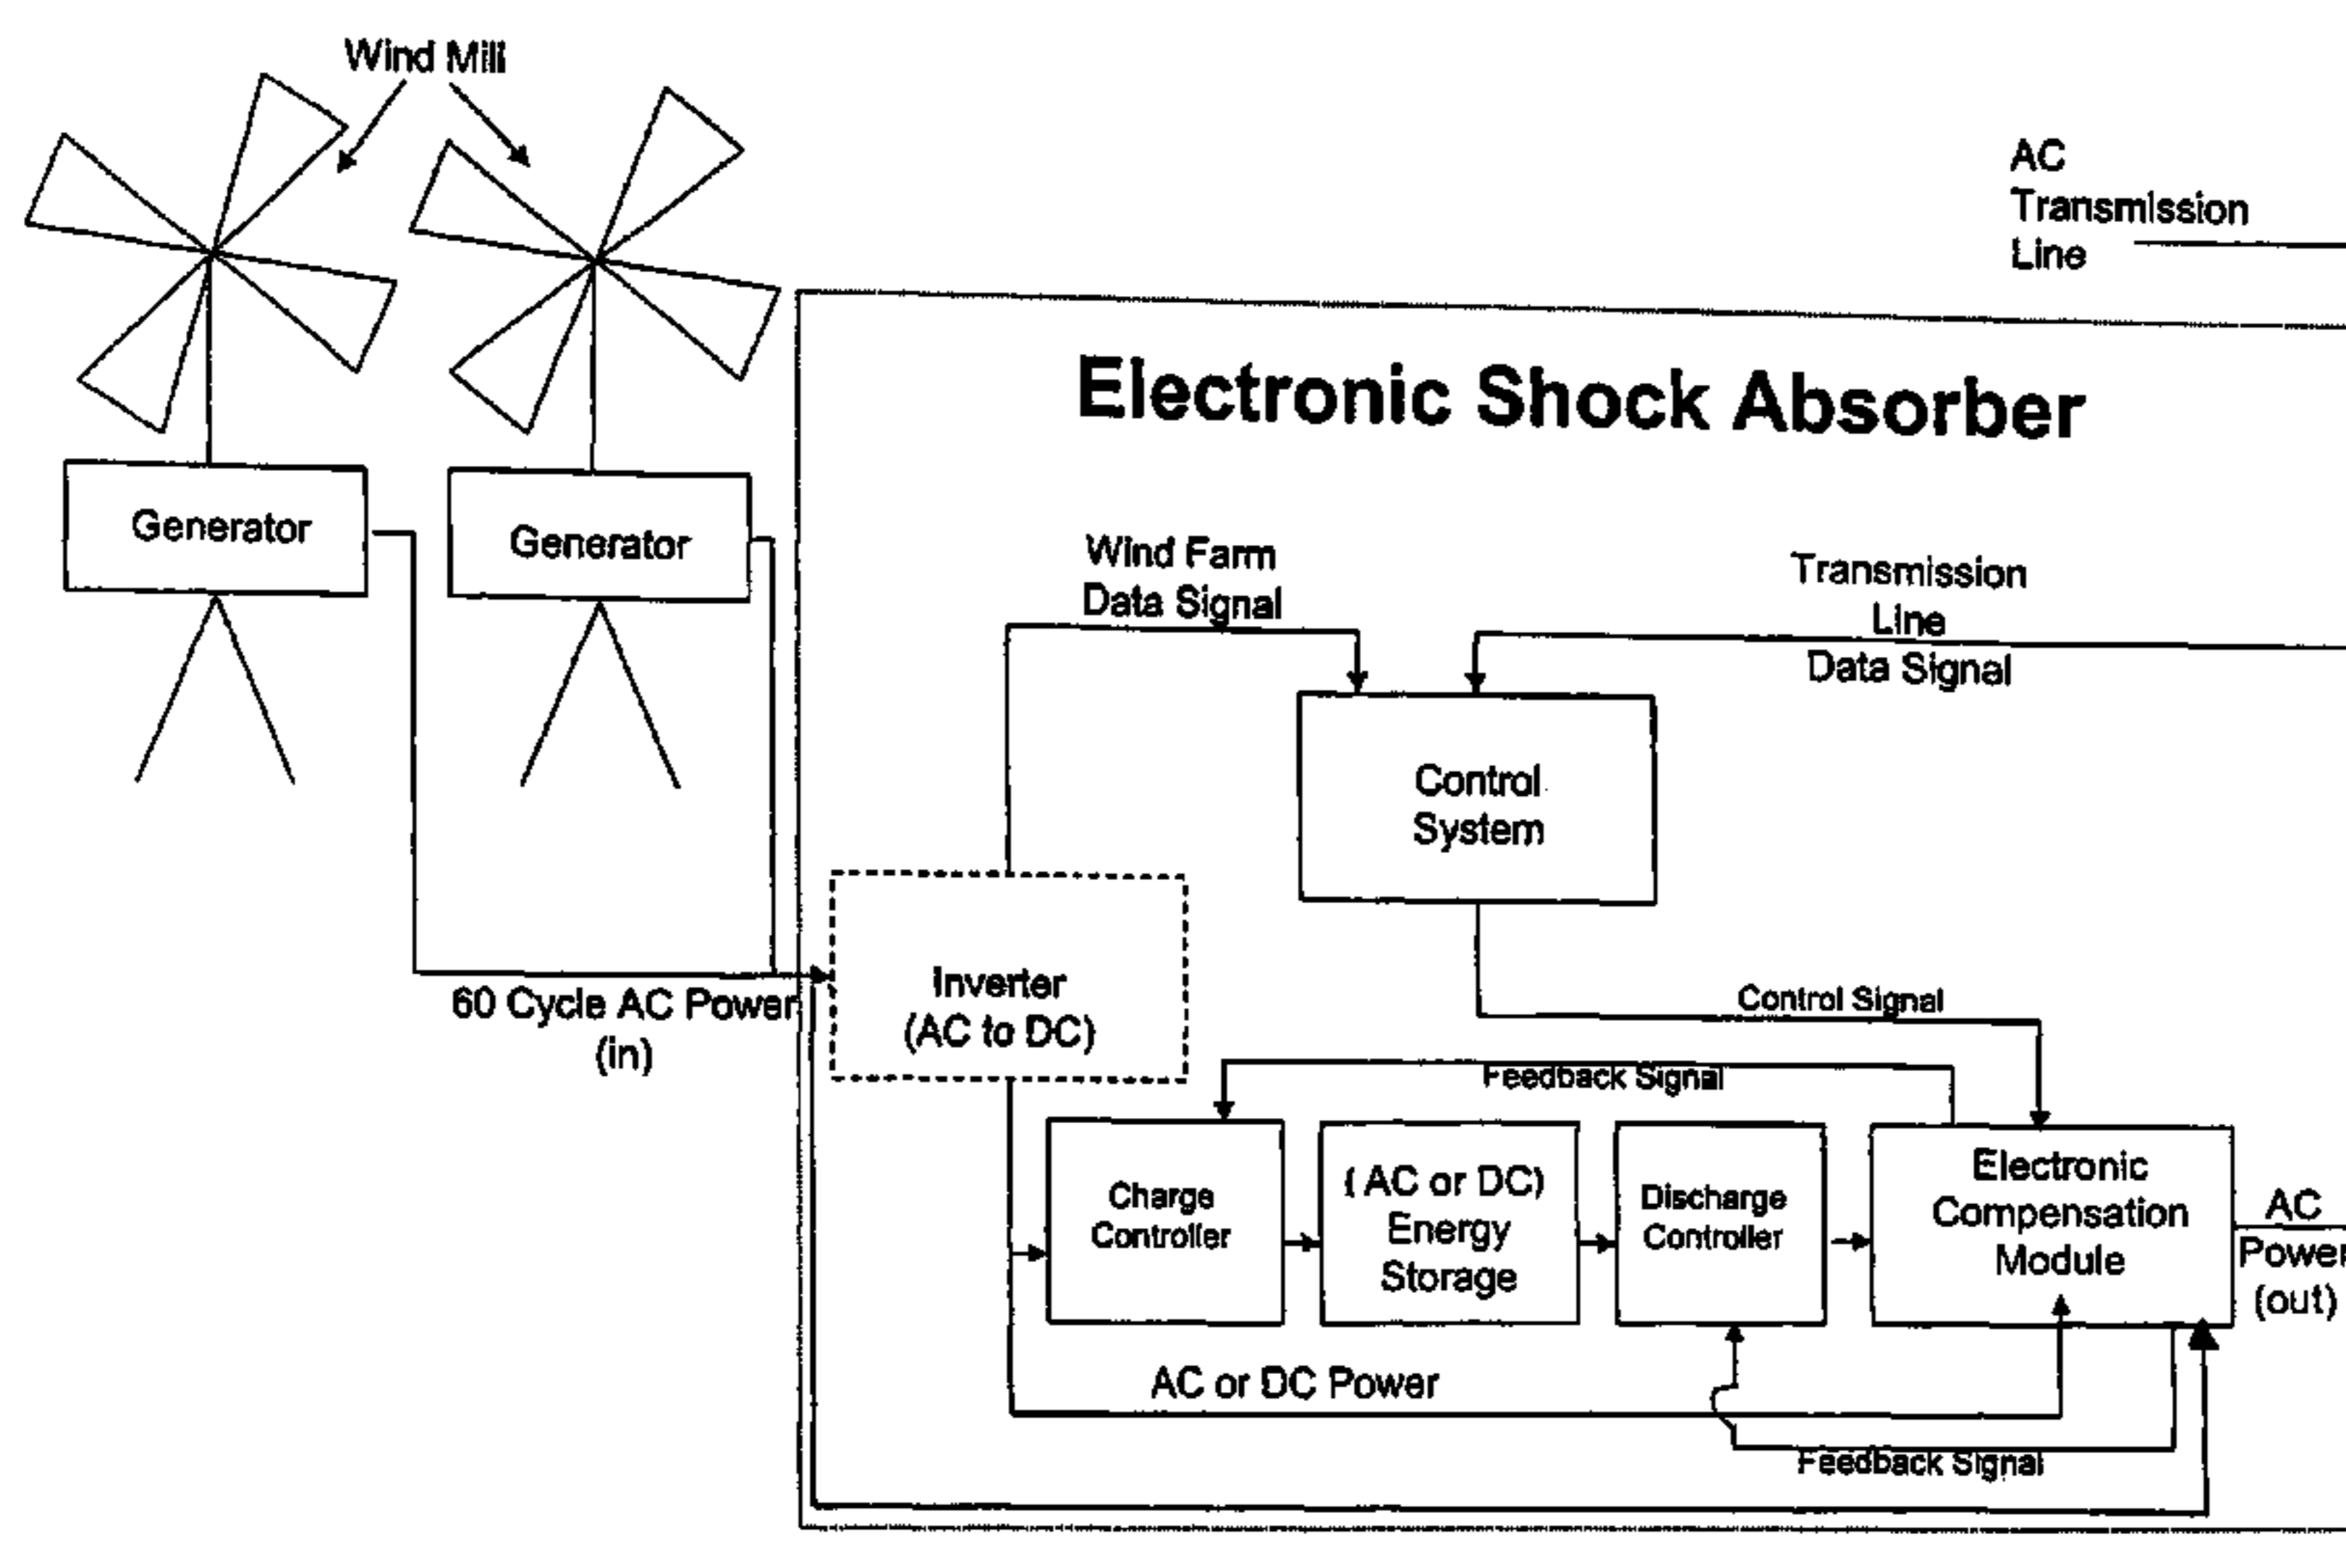 Wind Mill
AC
Transmission
Line
Electronic Shock Absorber
Generator
Generator
Wind Farm
Data Signal
Transmission
Line
Data Signal
Control
System
60 Cycle AC Power
(in)
Inverter
(AC to DC)
Control Signal
Feedback Signal
Charge
Controller
(AC or DC)
Energy
Storage
Discharge
Controller
Electronic
Compensation
Module
AC
Power
(out)
AC or DC Power
Feedback Signal